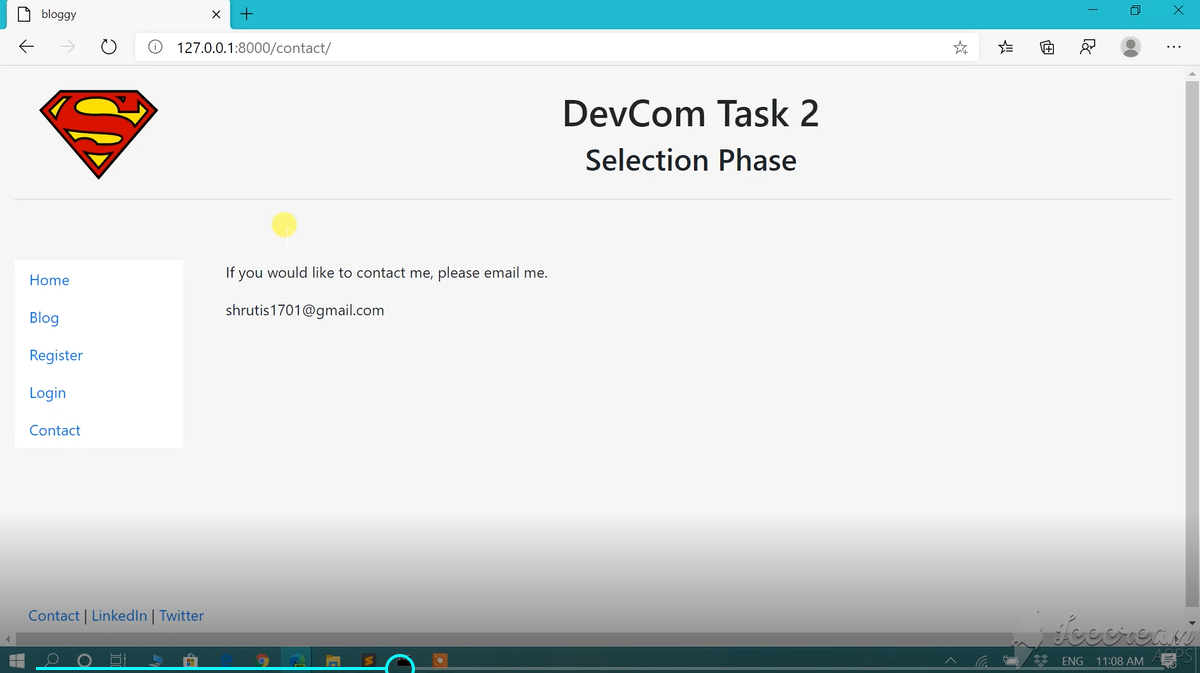 bloggy
127.0.0.1:8000/contact/
DevCom Task 2
Selection Phase
If you would like to contact me, please email me.
shrutis1701@gmail.com
Home
Blog
Register
Login
Contact
Contact | LinkedIn | Twitter
Icecream
APPS
ENG 11:08 AM